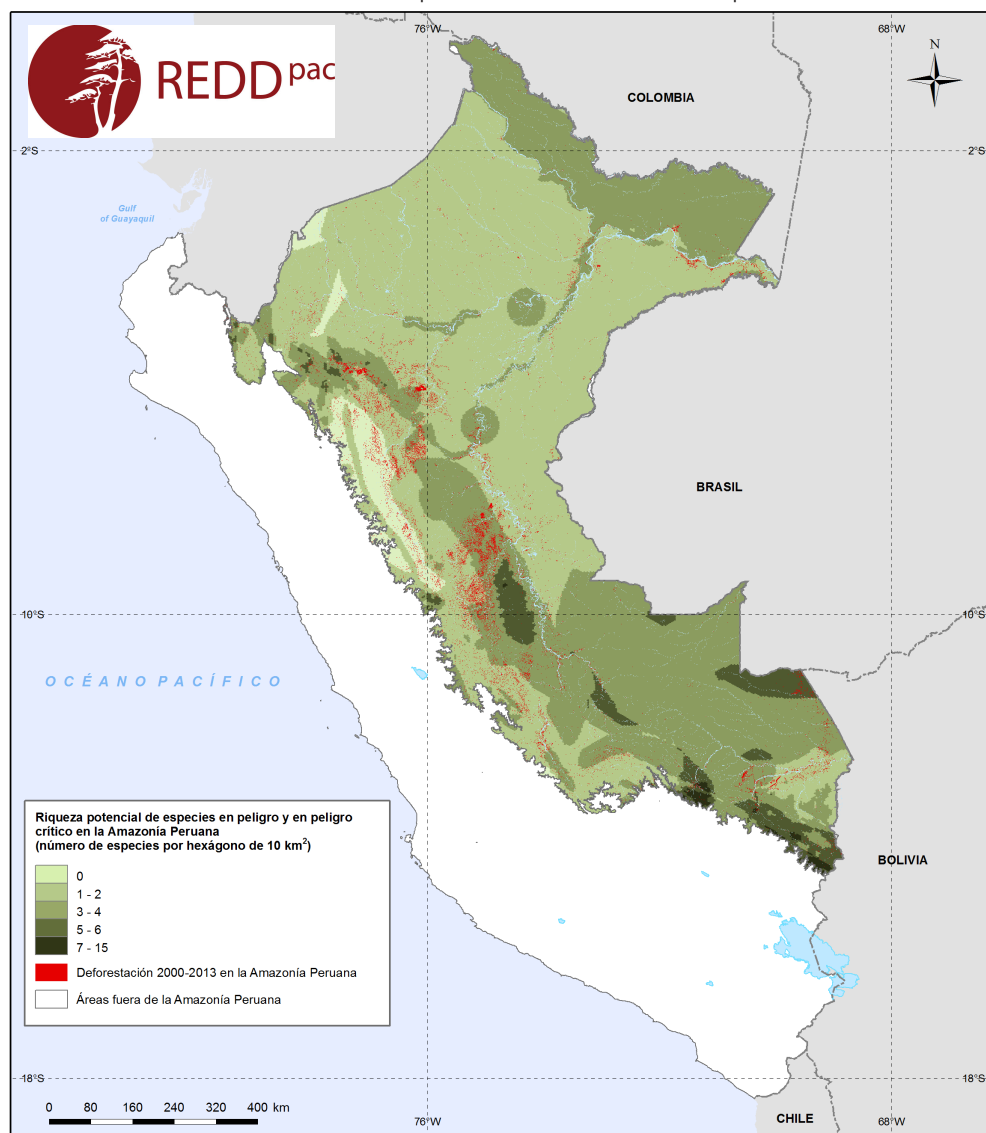 76°W
68°W
REDD pac
N
COLOMBIA
2°S
2°S
Gulf
of Guayaquil
BRASIL
10°S
10°S
OCÉANO PACÍFICO
Riqueza potencial de especies en peligro y en peligro
crítico en la Amazonía Peruana
(número de especies por hexágono de 10 km²)
0
1 - 2
3 - 4
5 - 6
7 - 15
Deforestación 2000-2013 en la Amazonía Peruana
Áreas fuera de la Amazonía Peruana
BOLIVIA
18°S
18°S
0 80 160 240 320 400 km
76°W
68°W
CHILE